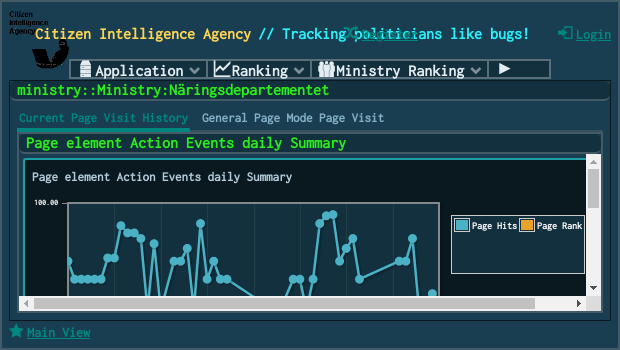 Citizen
Intelligence
Agency
Citizen Intelligence Agency // Tracking politicians like bugs!
Register
Login
Application
Ranking
Ministry Ranking
ministry::Ministry:Näringsdepartementet
Current Page Visit History
General Page Mode Page Visit
Page element Action Events daily Summary
Page element Action Events daily Summary
100.00
Page Hits
Page Rank
Main View